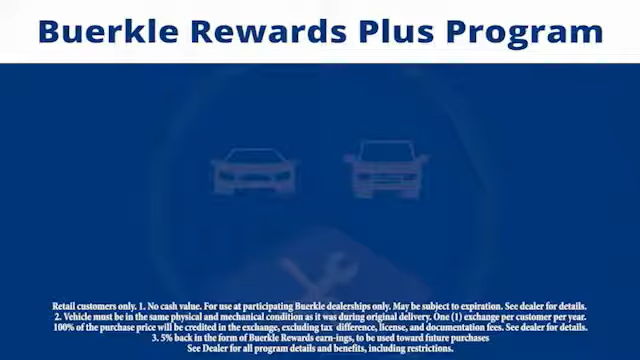 Buerkle Rewards Plus Program
Retail customers only. 1. No cash value. For use at participating Buerkle dealerships only. May be subject to expiration. See dealer for details.
2. Vehicle must be in the same physical and mechanical condition as it was during original delivery. One (1) exchange per customer per year.
100% of the purchase price will be credited in the exchange, excluding tax difference, license, and documentation fees. See dealer for details.
3. 5% back in the form of Buerkle Rewards earn-ings, to be used toward future purchases
See Dealer for all program details and benefits, including restrictions.